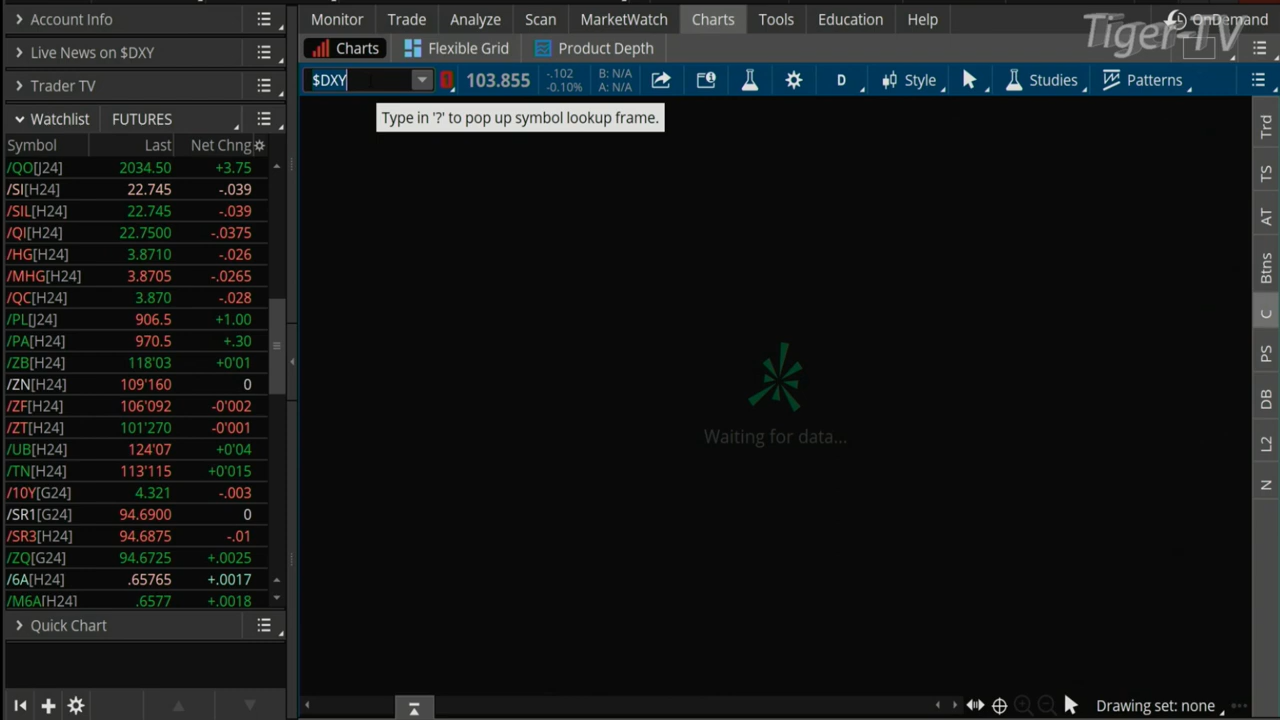 Account Info
Live News on $DXY
Trader TV
Watchlist FUTURES
Symbol Last Net Chng
/QO[J24] 2034.50 +3.75
/SI[H24] 22.745 -.039
/SIL[H24] 22.745 -.039
/QI[H24] 22.7500 -.0375
/HG[H24] 3.8710 -.026
/MHG[H24] 3.8705 -.0265
/QC[H24] 3.870 -.028
/PL[J24] 906.5 +1.00
/PA[H24] 970.5 +.30
/ZB[H24] 118'03 +0'01
/ZN[H24] 109'160 0
/ZF[H24] 106'092 -0'002
/ZT[H24] 101'270 -0'001
/UB[H24] 124'07 +0'04
/TN[H24] 113'115 +0'015
/10Y[G24] 4.321 -.003
/SR1[G24] 94.6900 0
/SR3[H24] 94.6875 -.01
/ZQ[G24] 94.6725 +.0025
/6A[H24] .65765 +.0017
/M6A[H24] .6577 +.0018
Quick Chart
Monitor Trade Analyze Scan MarketWatch Charts Tools Education Help OnDemand
Tiger-TV
Charts Flexible Grid Product Depth
$DXY 1 103.855 -.102 B: N/A D Style Studies Patterns
-0.10% A: N/A
Type in '?' to pop up symbol lookup frame.
Waiting for data...
Trd
TS
AT
Btns
C
PS
DB
L2
N
Drawing set: none